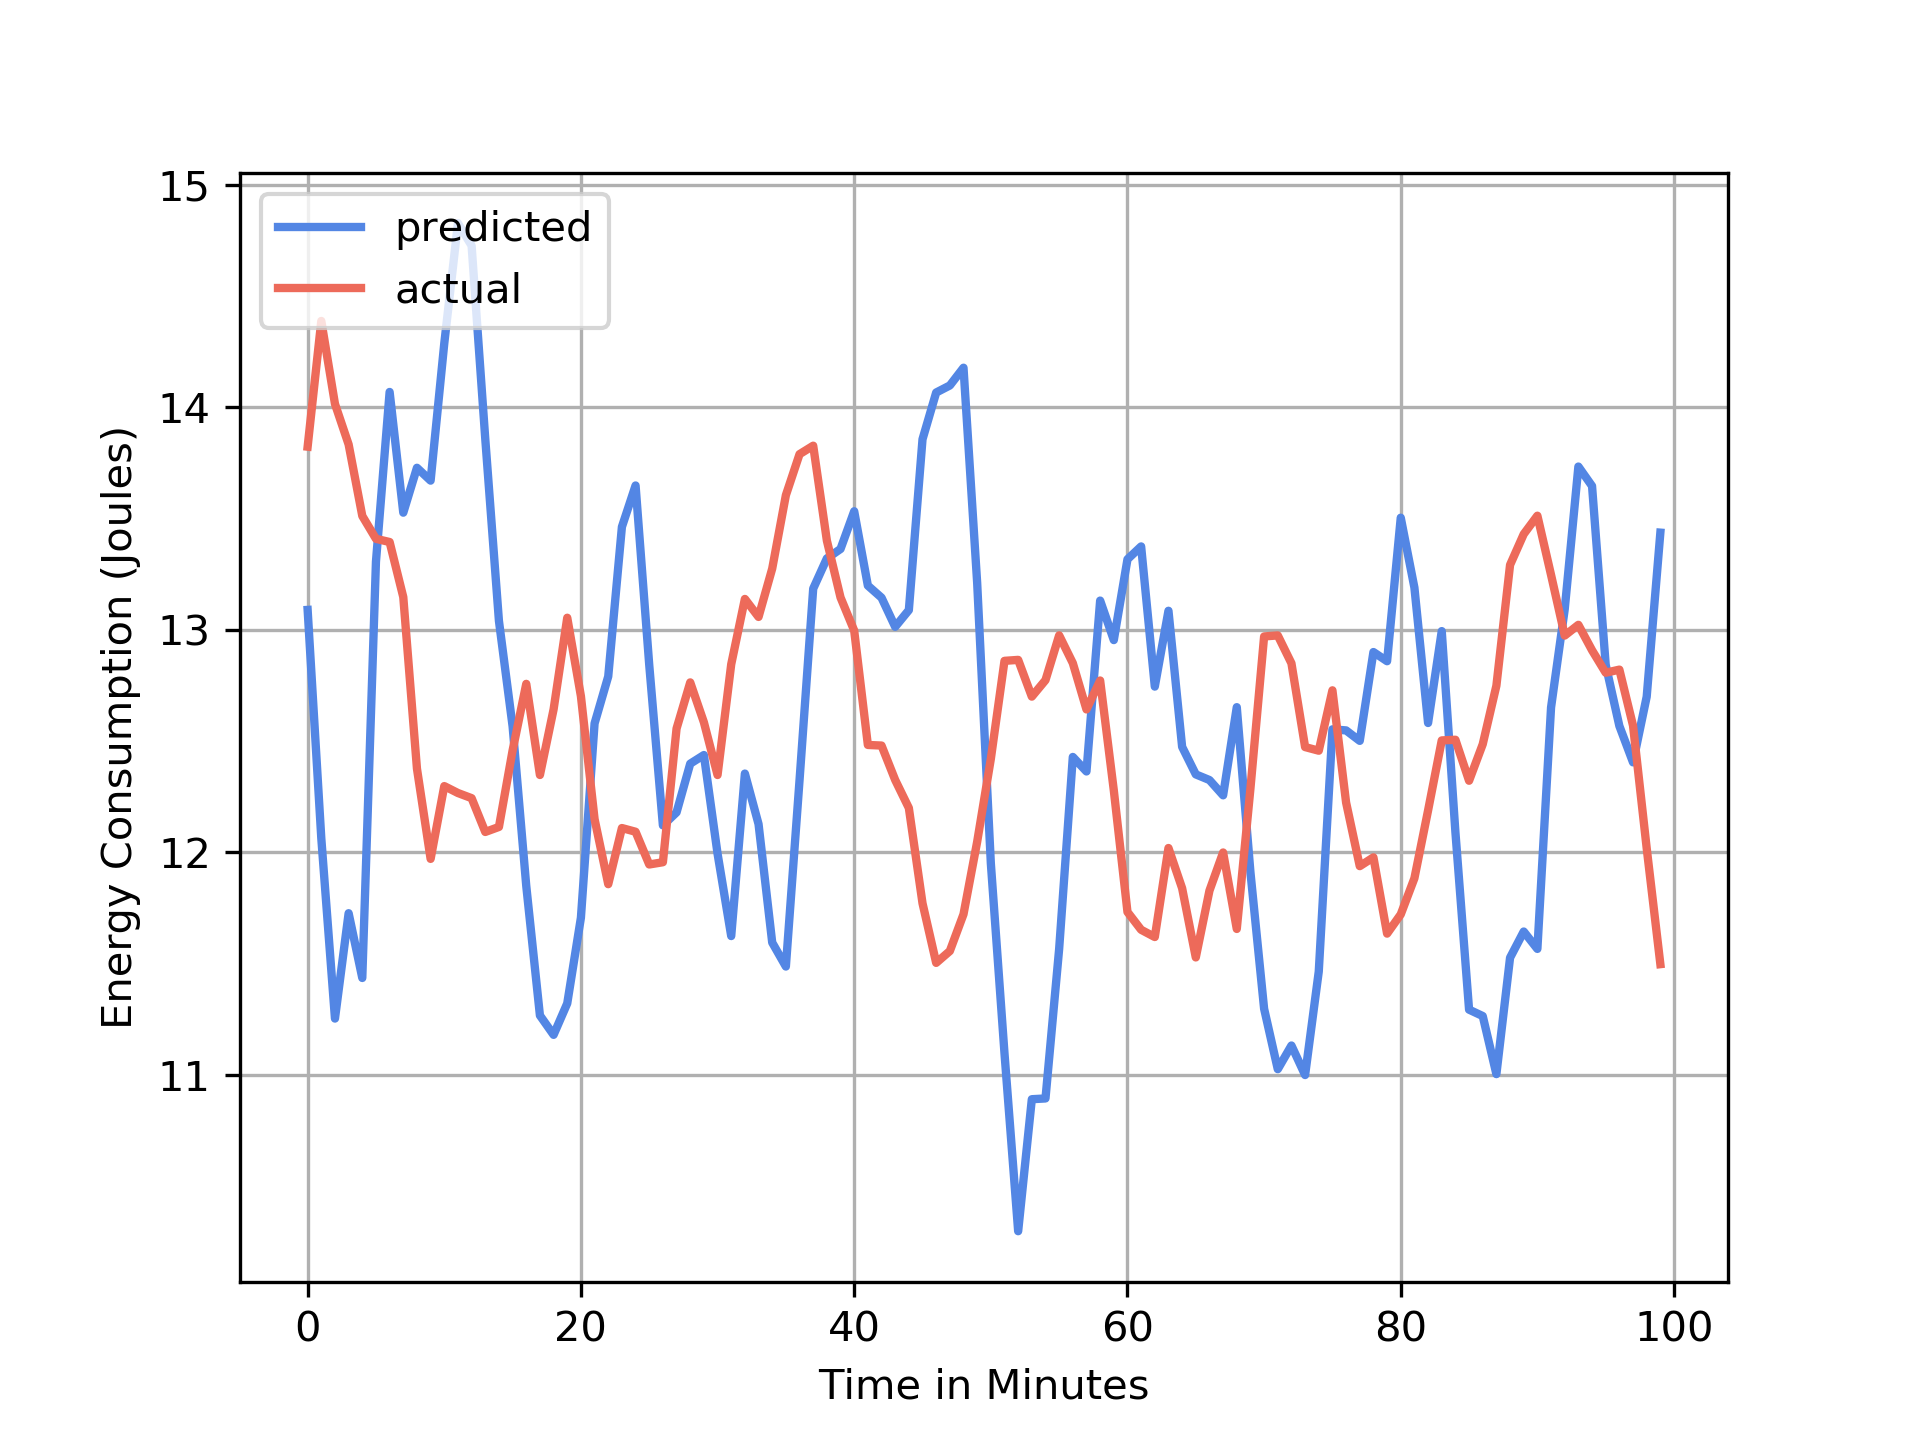 predicted
actual
15
14
13
12
11
Energy Consumption (Joules)
0 20 40 60 80 100
Time in Minutes